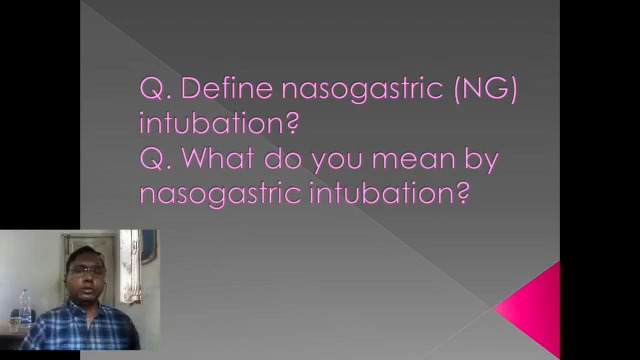 Q. Define nasogastric (NG)
intubation?
Q. What do you mean by
nasogastric intubation?